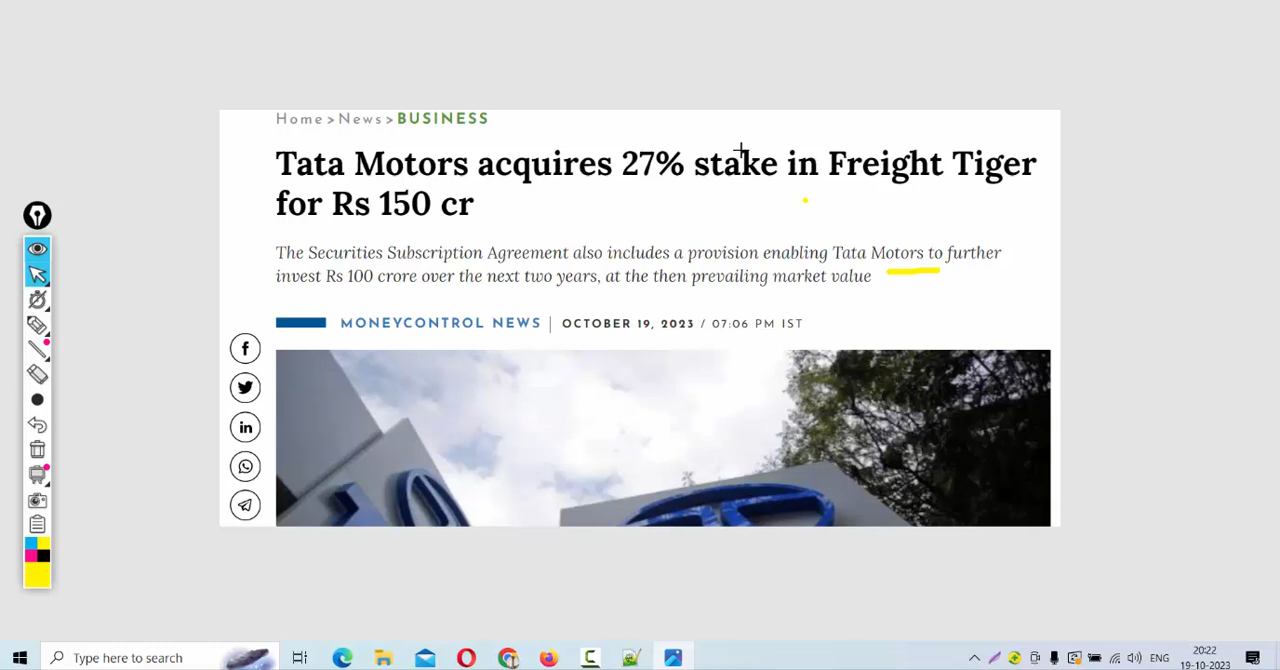 Home > News > BUSINESS
Tata Motors acquires 27% stake in Freight Tiger
for Rs 150 cr
The Securities Subscription Agreement also includes a provision enabling Tata Motors to further
invest Rs 100 crore over the next two years, at the then prevailing market value
MONEYCONTROL NEWS | OCTOBER 19, 2023 / 07:06 PM IST
Type here to search
ENG
20:22
19-10-2023